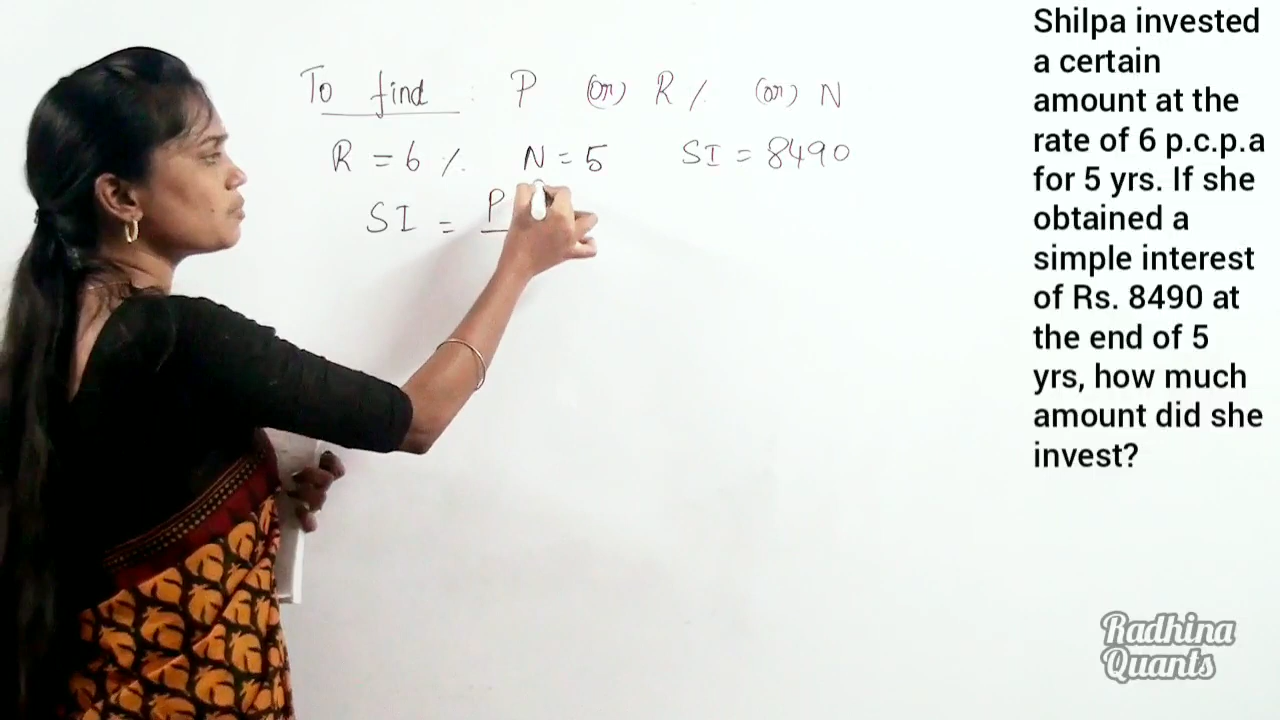 To find : P (or) R % (or) N
R = 6 % N = 5 SI = 8490
SI = P
Shilpa invested
a certain
amount at the
rate of 6 p.c.p.a
for 5 yrs. If she
obtained a
simple interest
of Rs. 8490 at
the end of 5
yrs, how much
amount did she
invest?
Radhina
Quants